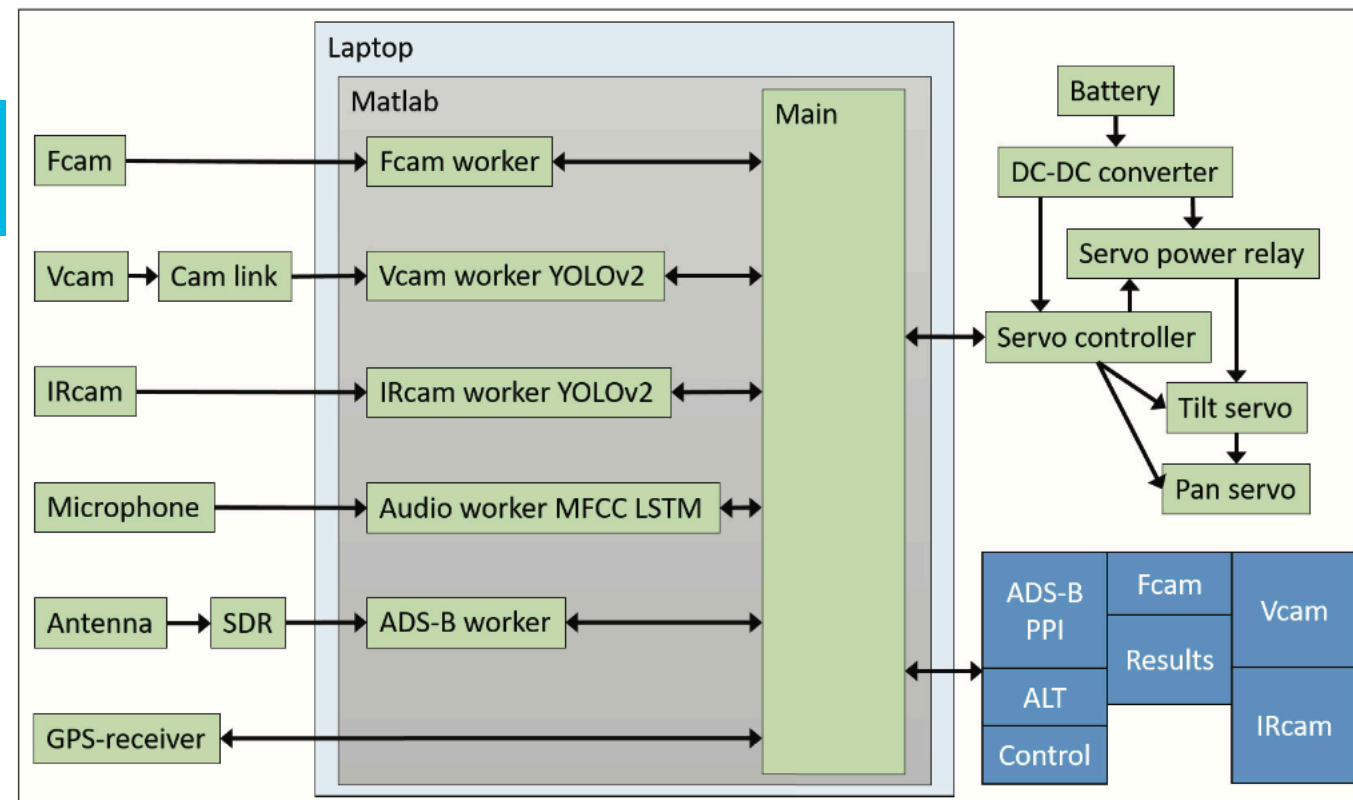 Laptop
Matlab
Main
Fcam
Fcam worker
Vcam
Cam link
Vcam worker YOLOv2
IRcam
IRcam worker YOLOv2
Microphone
Audio worker MFCC LSTM
Antenna
SDR
ADS-B worker
GPS-receiver
Battery
DC-DC converter
Servo power relay
Servo controller
Tilt servo
Pan servo
ADS-B
PPI
ALT
Control
Fcam
Results
Vcam
IRcam